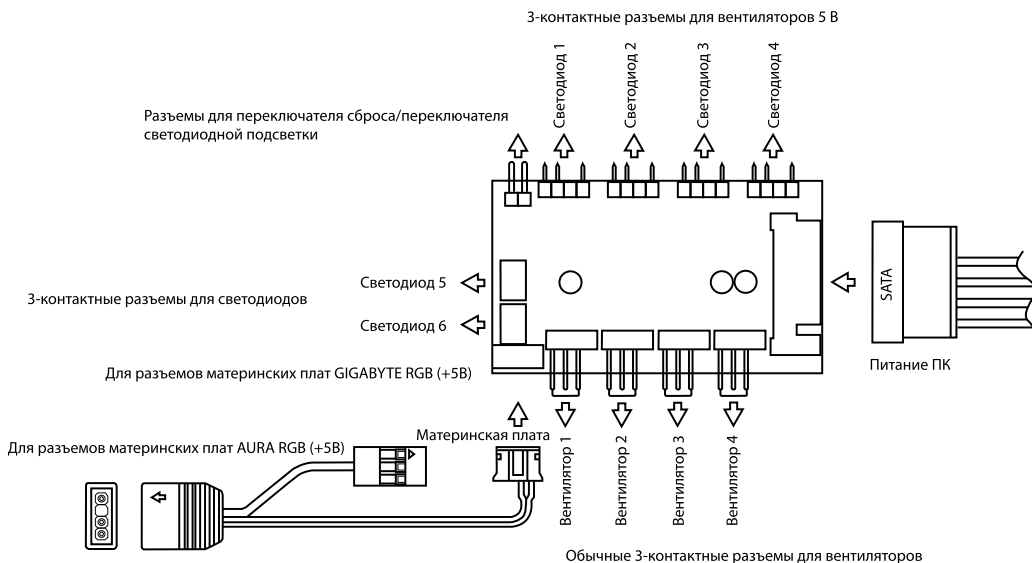 3-контактные разъемы для вентиляторов 5 В
Светодиод 1
Светодиод 2
Светодиод 3
Светодиод 4
Разъемы для переключателя сброса/переключателя
светодиодной подсветки
Светодиод 5
3-контактные разъемы для светодиодов
Светодиод 6
SATA
Питание ПК
Для разъемов материнских плат GIGABYTE RGB (+5В)
Материнская плата
Для разъемов материнских плат AURA RGB (+5В)
Вентилятор 1
Вентилятор 2
Вентилятор 3
Вентилятор 4
Обычные 3-контактные разъемы для вентиляторов